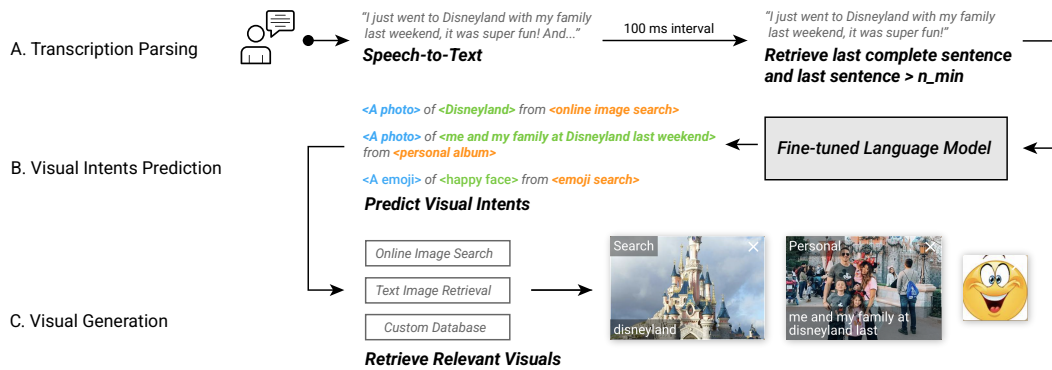 A. Transcription Parsing
“I just went to Disneyland with my family
last weekend, it was super fun! And...”
Speech-to-Text
100 ms interval
“I just went to Disneyland with my family
last weekend, it was super fun!”
Retrieve last complete sentence
and last sentence > n_min
B. Visual Intents Prediction
<A photo> of <Disneyland> from <online image search>
<A photo> of <me and my family at Disneyland last weekend>
from <personal album>
<A emoji> of <happy face> from <emoji search>
Predict Visual Intents
Fine-tuned Language Model
C. Visual Generation
Online Image Search
Text Image Retrieval
Custom Database
Retrieve Relevant Visuals
Search
disneyland
Personal
me and my family at
disneyland last